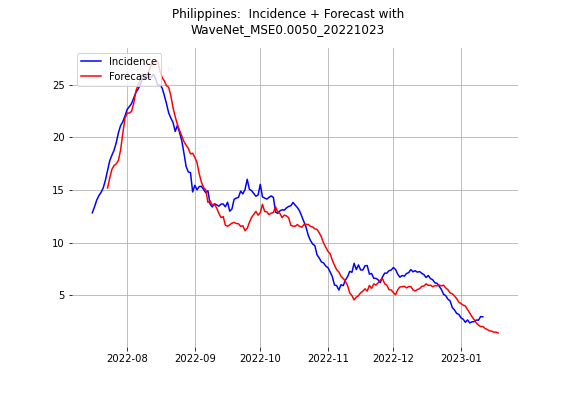 Philippines:  Incidence + Forecast with
WaveNet_MSE0.0050_20221023
Incidence
Forecast
25
20
15
10
5
2022-08
2022-09
2022-10
2022-11
2022-12
2023-01